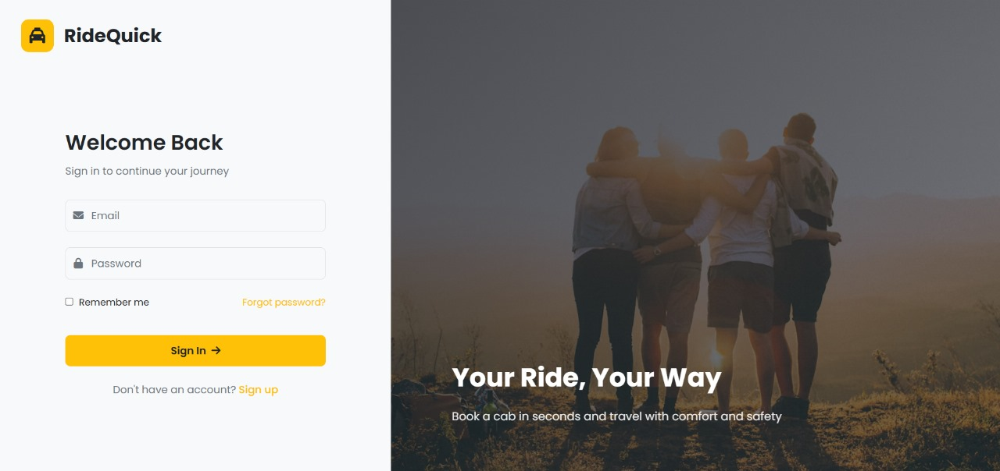 RideQuick
Welcome Back
Sign in to continue your journey
Email
Password
Remember me
Forgot password?
Sign In
Don't have an account? Sign up
Your Ride, Your Way
Book a cab in seconds and travel with comfort and safety